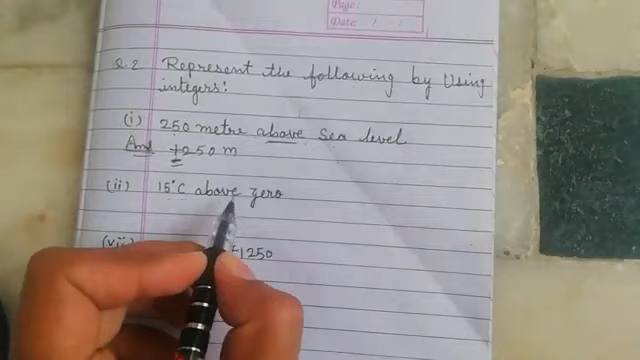 Page:
Date: / /
Q.2 Represent the following by Using
integers:
(i) 250 metre above Sea level
Ans +250 m
(ii) 15°C above zero
(vii) +1250